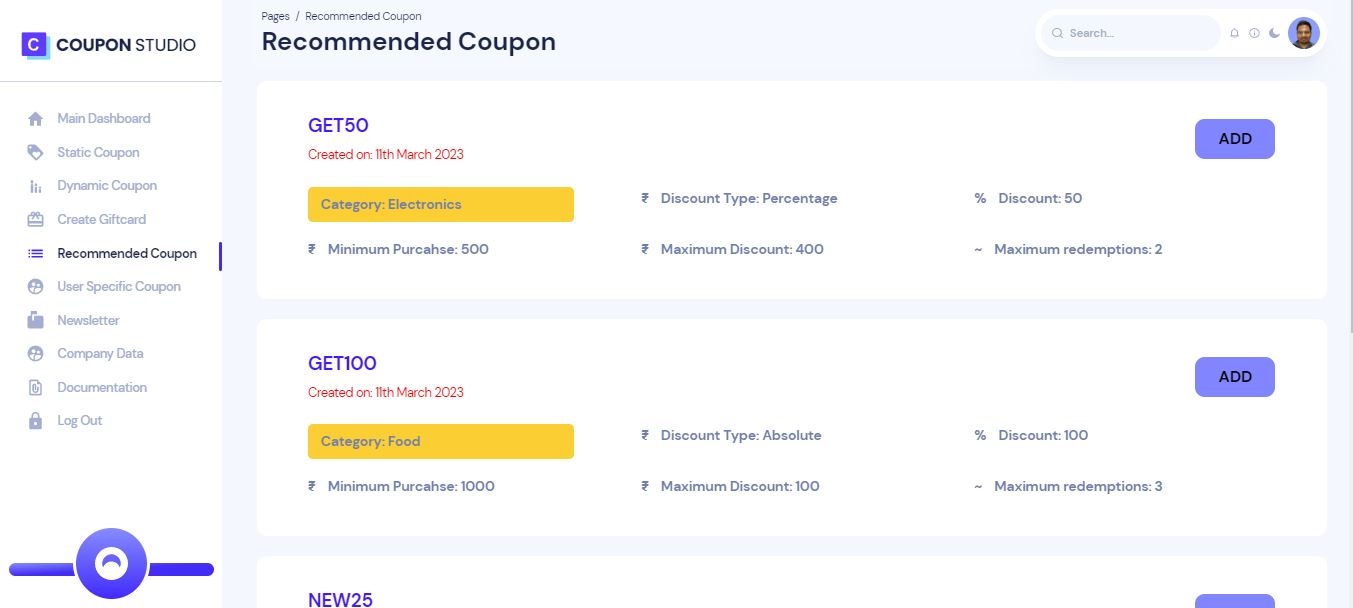 C COUPON STUDIO
Main Dashboard
Static Coupon
Dynamic Coupon
Create Giftcard
Recommended Coupon
User Specific Coupon
Newsletter
Company Data
Documentation
Log Out
Pages / Recommended Coupon
Recommended Coupon
Search...
GET50
ADD
Created on: 11th March 2023
Category: Electronics
₹ Discount Type: Percentage
% Discount: 50
₹ Minimum Purcahse: 500
₹ Maximum Discount: 400
~ Maximum redemptions: 2
GET100
ADD
Created on: 11th March 2023
Category: Food
₹ Discount Type: Absolute
% Discount: 100
₹ Minimum Purcahse: 1000
₹ Maximum Discount: 100
~ Maximum redemptions: 3
NEW25